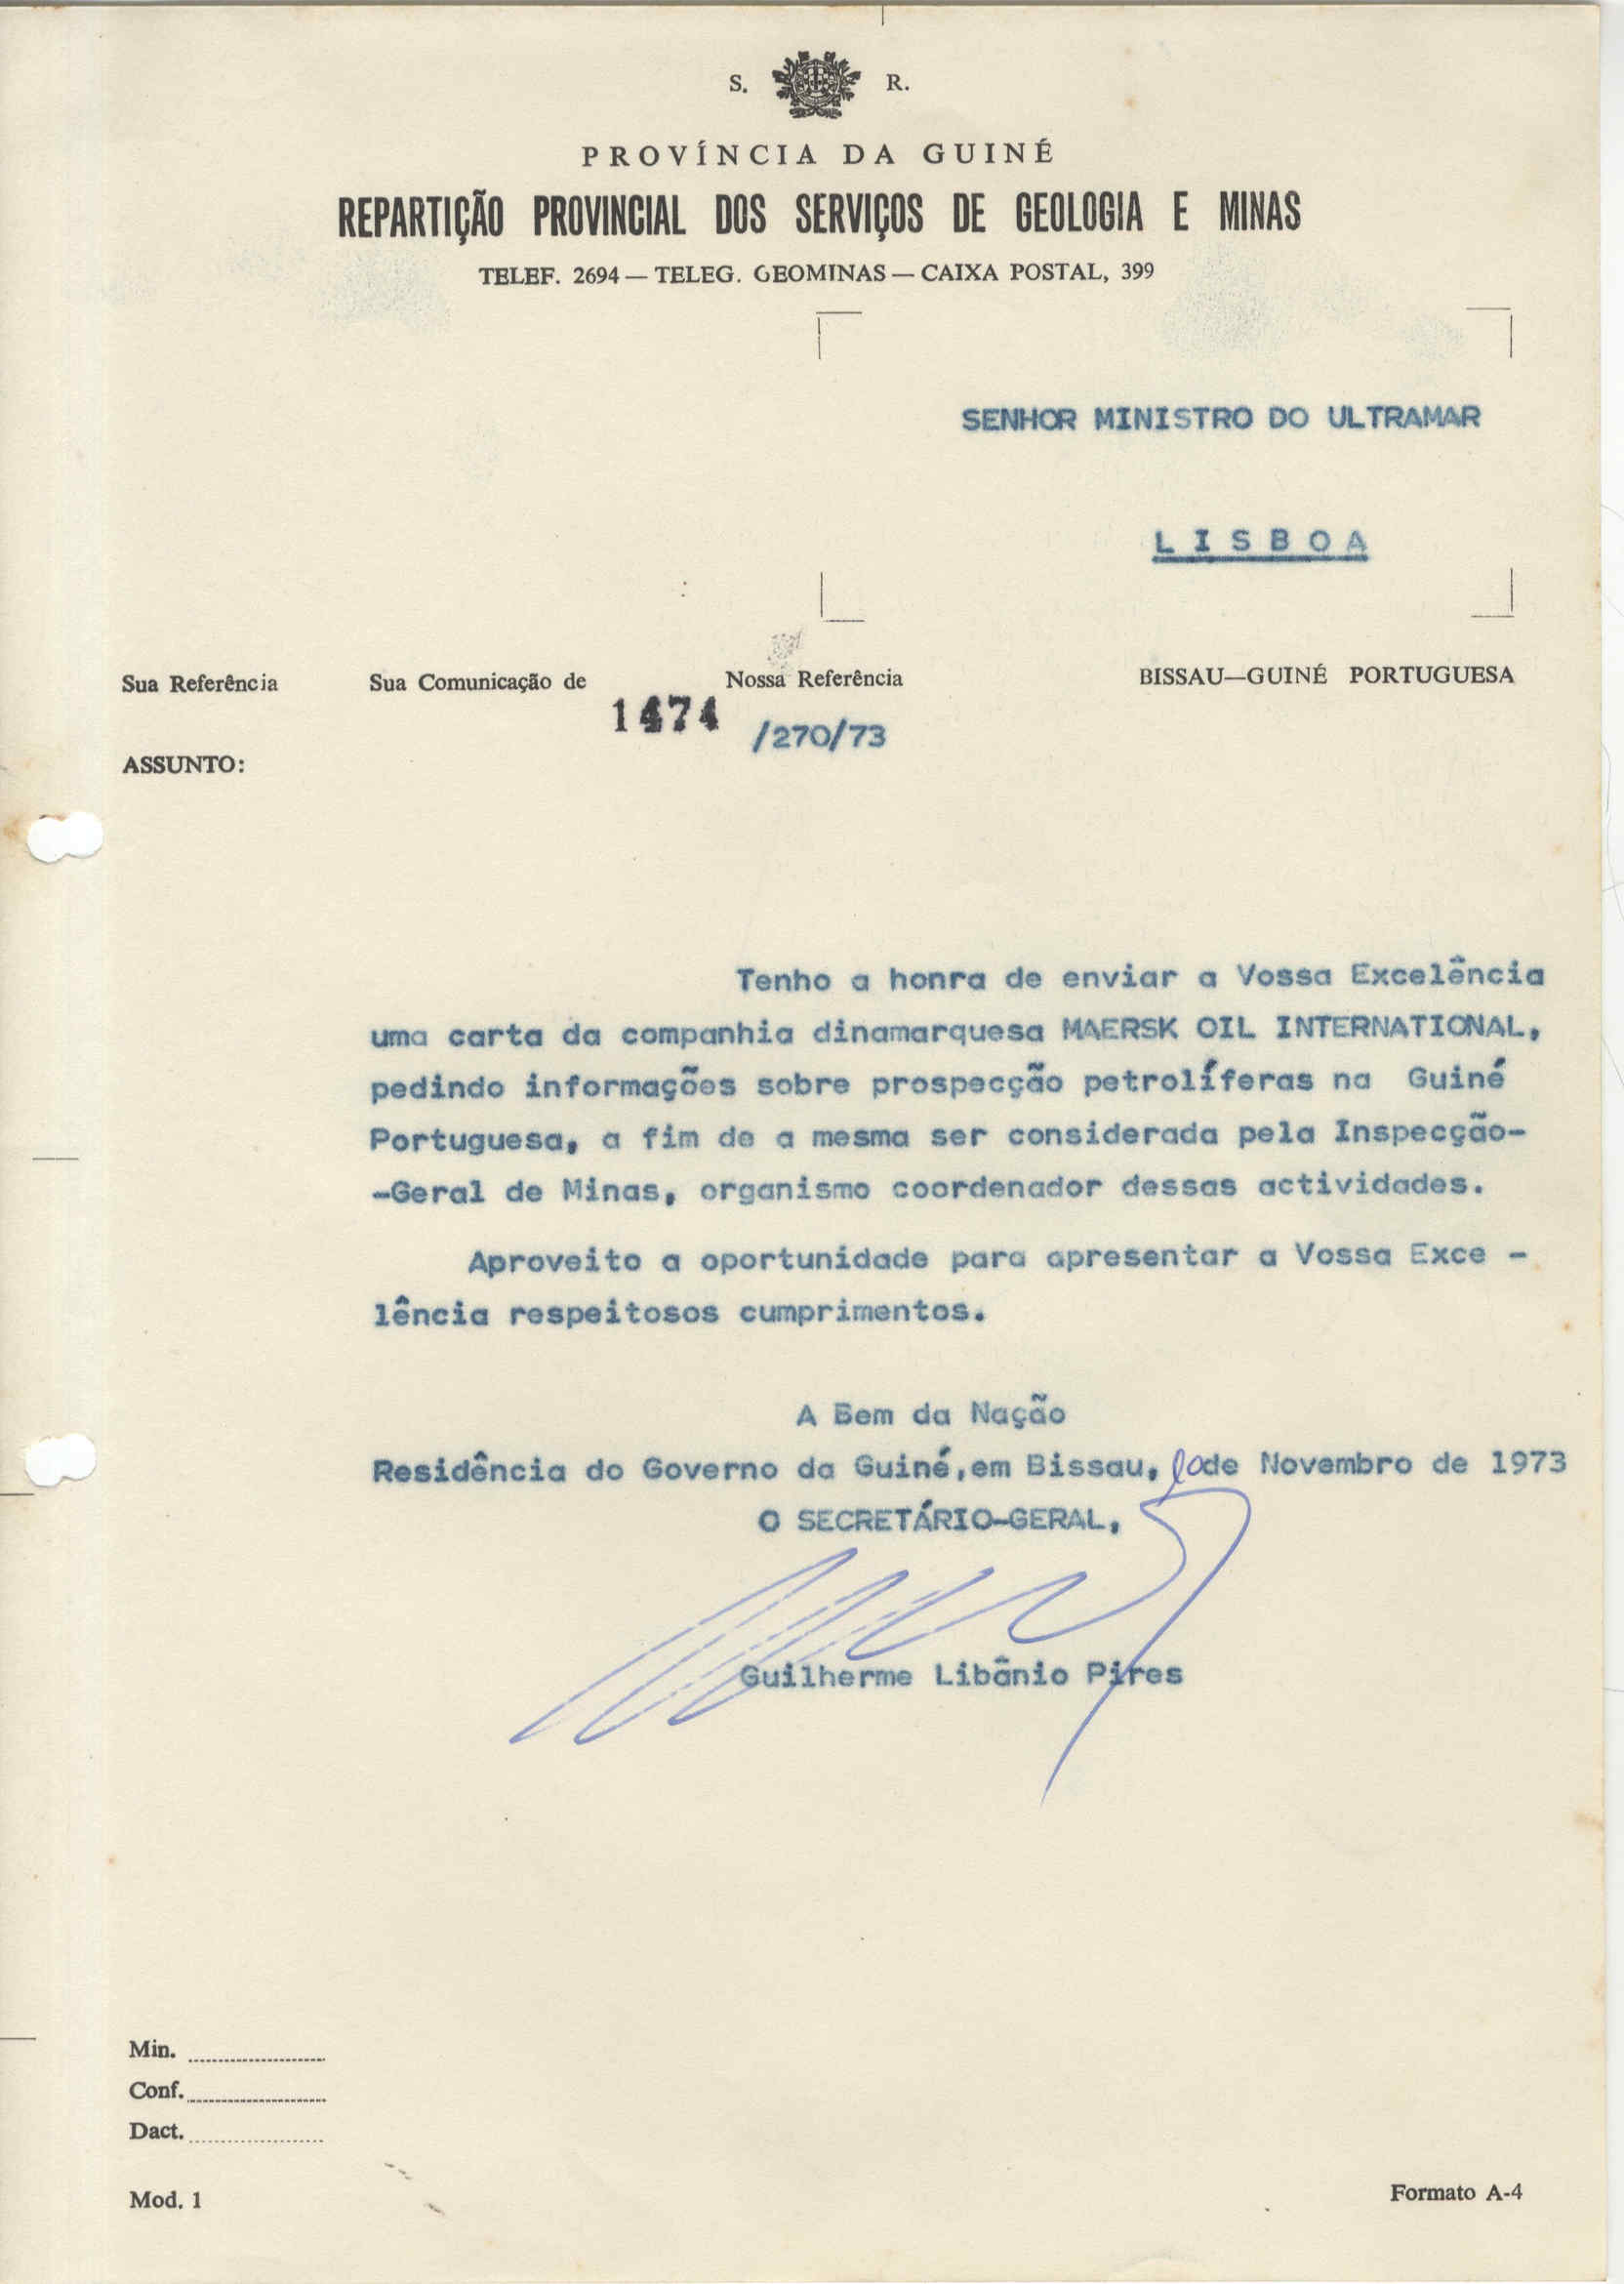 S. R.
PROVÍNCIA DA GUINÉ
REPARTIÇÃO PROVINCIAL DOS SERVIÇOS DE GEOLOGIA E MINAS
TELEF. 2694 — TELEG. GEOMINAS — CAIXA POSTAL, 399
SENHOR MINISTRO DO ULTRAMAR
LISBOA
Sua Referência Sua Comunicação de Nossa Referência BISSAU—GUINÉ PORTUGUESA
1474 /270/73
ASSUNTO:
Tenho a honra de enviar a Vossa Excelência
uma carta da companhia dinamarquesa MAERSK OIL INTERNATIONAL,
pedindo informações sobre prospecção petrolíferas na Guiné
Portuguesa, a fim de a mesma ser considerada pela Inspecção-
-Geral de Minas, organismo coordenador dessas actividades.
Aproveito a oportunidade para apresentar a Vossa Exce -
lência respeitosos cumprimentos.
A Bem da Nação
Residência do Governo da Guiné,em Bissau, de Novembro de 1973
O SECRETÁRIO-GERAL,
Guilherme Libânio Pires
Min.
Conf.
Dact.
Mod. 1 Formato A-4